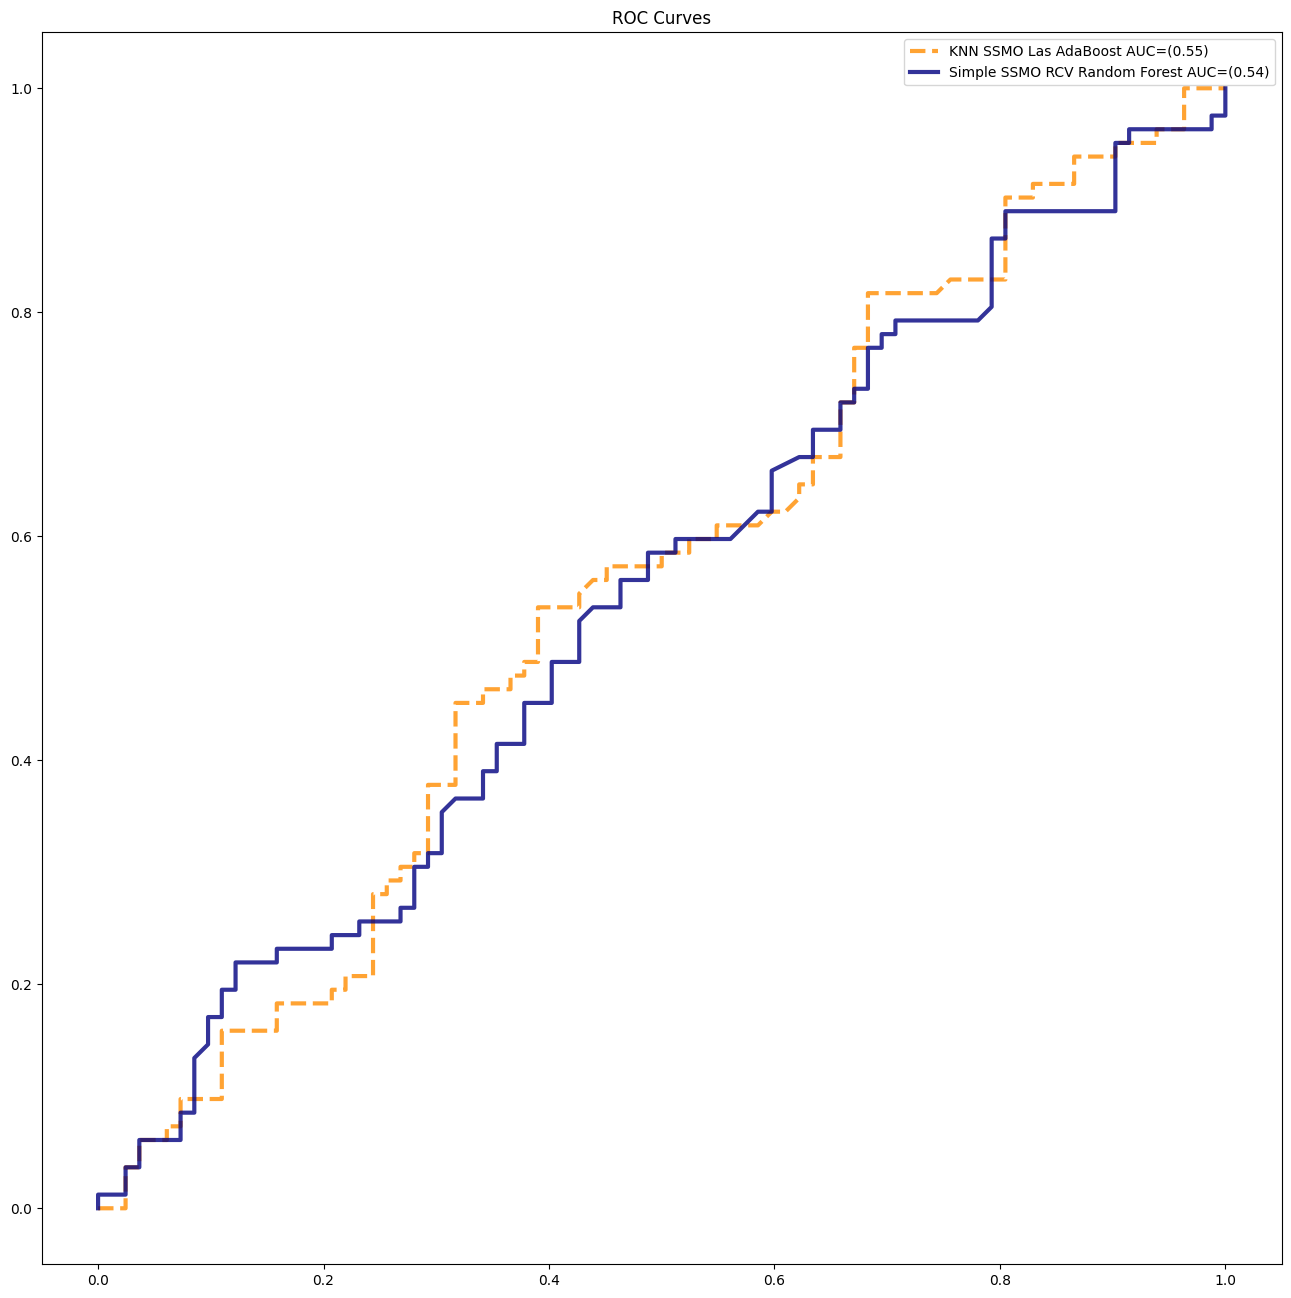 ROC Curves
KNN SSMO Las AdaBoost AUC=(0.55)
Simple SSMO RCV Random Forest AUC=(0.54)
1.0
0.8
0.6
0.4
0.2
0.0
0.0 0.2 0.4 0.6 0.8 1.0